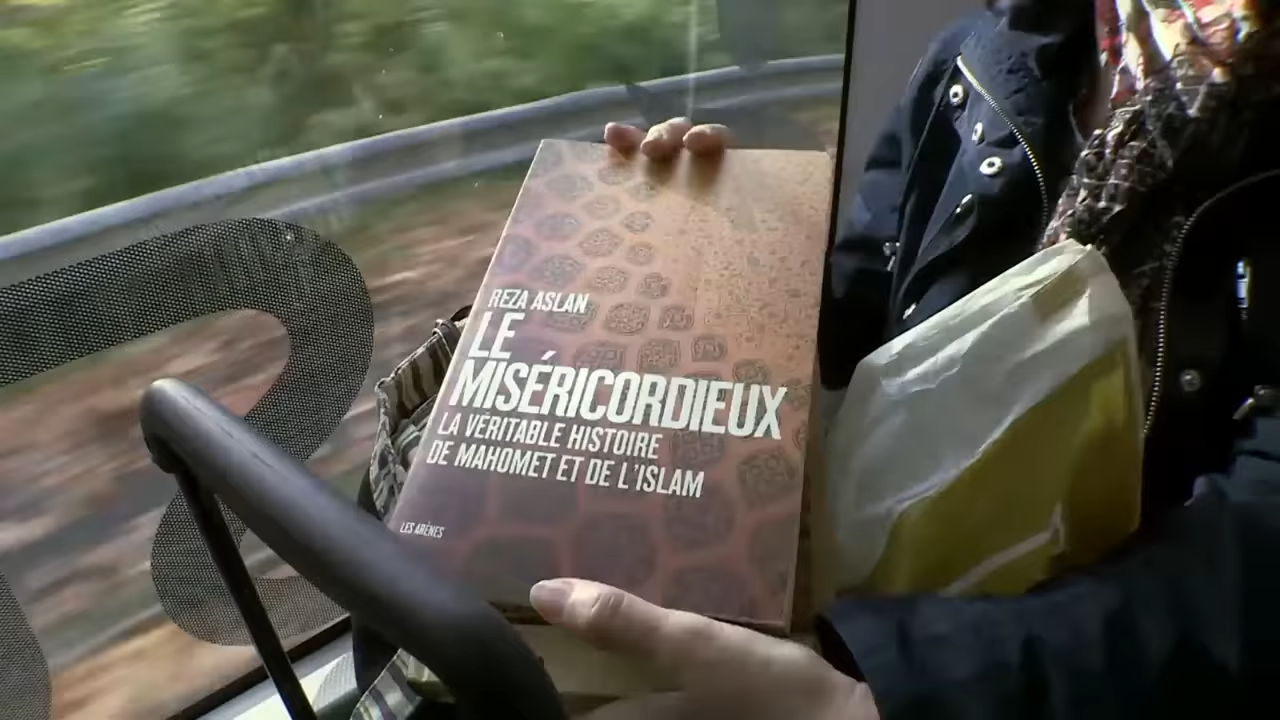 REZA ASLAN
LE
MISÉRICORDIEUX
LA VÉRITABLE HISTOIRE
DE MAHOMET ET DE L'ISLAM
LES ARÈNES